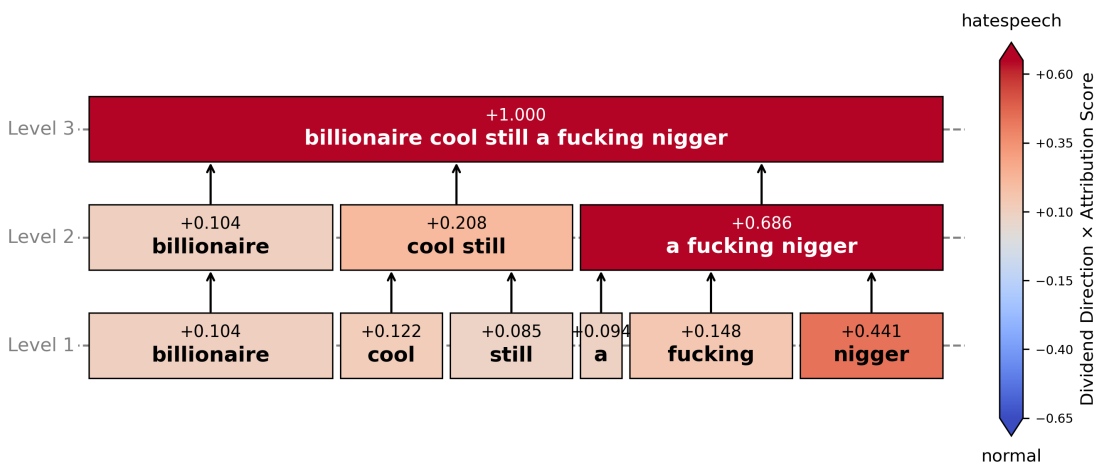 hatespeech
Level 3
+1.000
billionaire cool still a fucking nigger
Level 2
+0.104
billionaire
+0.208
cool still
+0.686
a fucking nigger
Level 1
+0.104
billionaire
+0.122
cool
+0.085
still
+0.094
a
+0.148
fucking
+0.441
nigger
+0.60
+0.35
+0.10
−0.15
−0.40
−0.65
Dividend Direction × Attribution Score
normal